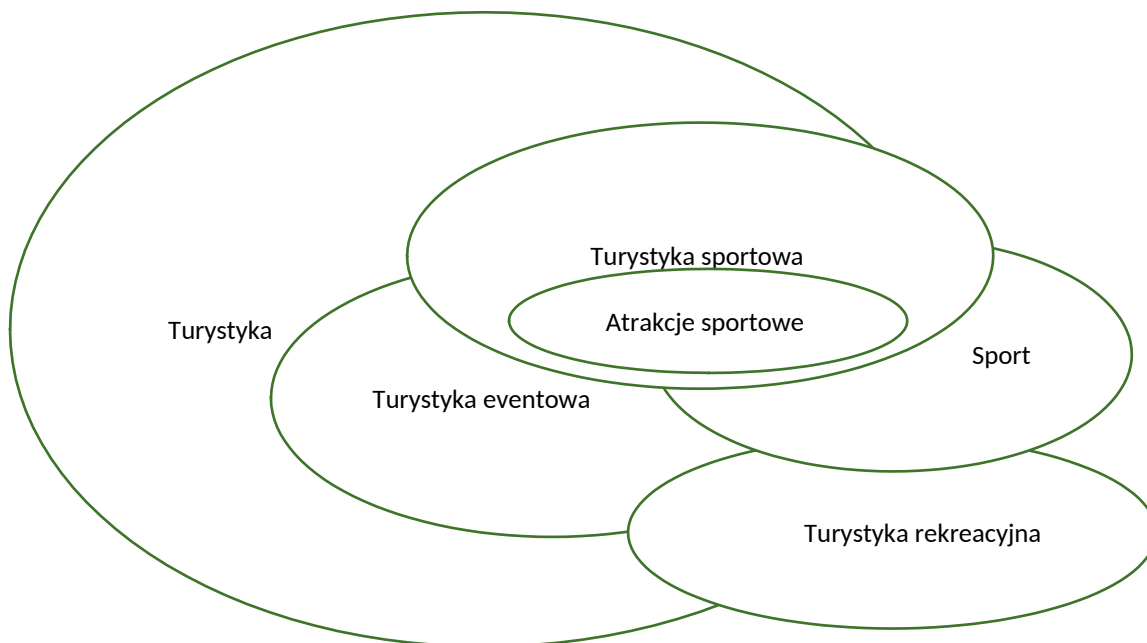 Turystyka sportowa
Atrakcje sportowe
Turystyka
Sport
Turystyka eventowa
Turystyka rekreacyjna